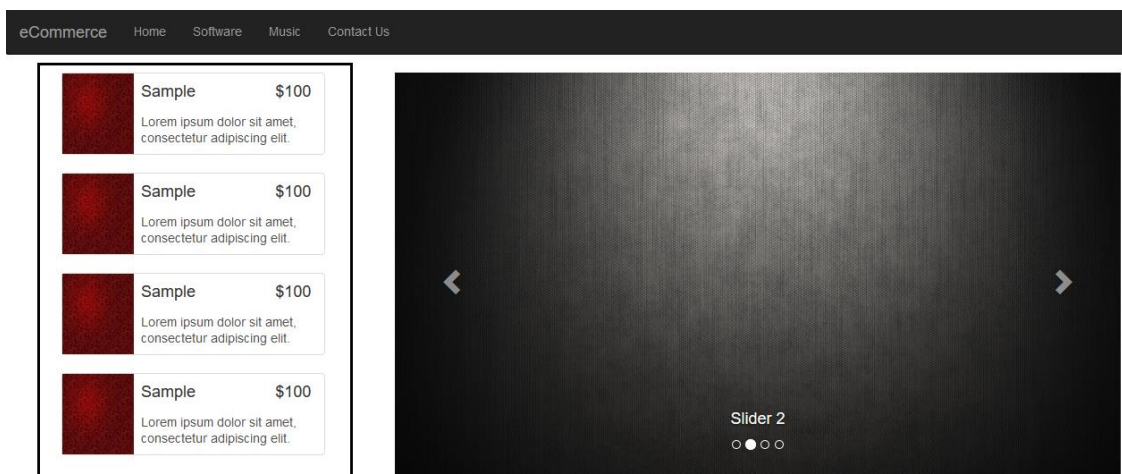 eCommerce Home Software Music Contact Us
Sample $100
Lorem ipsum dolor sit amet,
consectetur adipiscing elit.
Sample $100
Lorem ipsum dolor sit amet,
consectetur adipiscing elit.
Sample $100
Lorem ipsum dolor sit amet,
consectetur adipiscing elit.
Sample $100
Lorem ipsum dolor sit amet,
consectetur adipiscing elit.
Slider 2